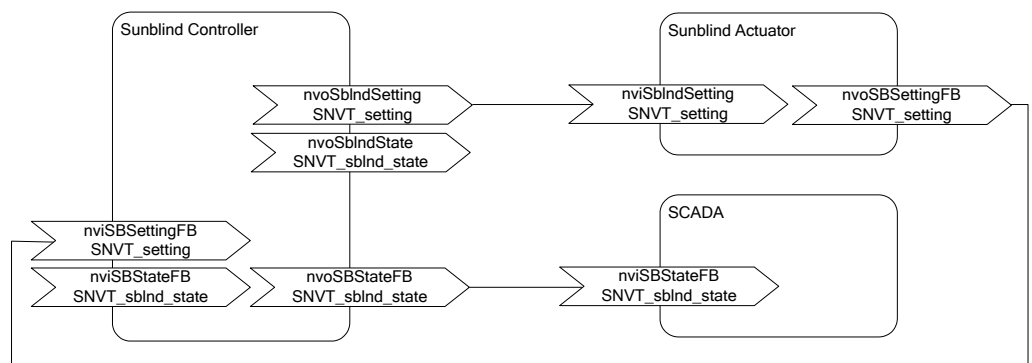 Sunblind Controller
nvoSblndSetting
SNVT_setting
nvoSblndState
SNVT_sblnd_state
nviSBSettingFB
SNVT_setting
nviSBStateFB
SNVT_sblnd_state
nvoSBStateFB
SNVT_sblnd_state
Sunblind Actuator
nviSblndSetting
SNVT_setting
nvoSBSettingFB
SNVT_setting
SCADA
nviSBStateFB
SNVT_sblnd_state